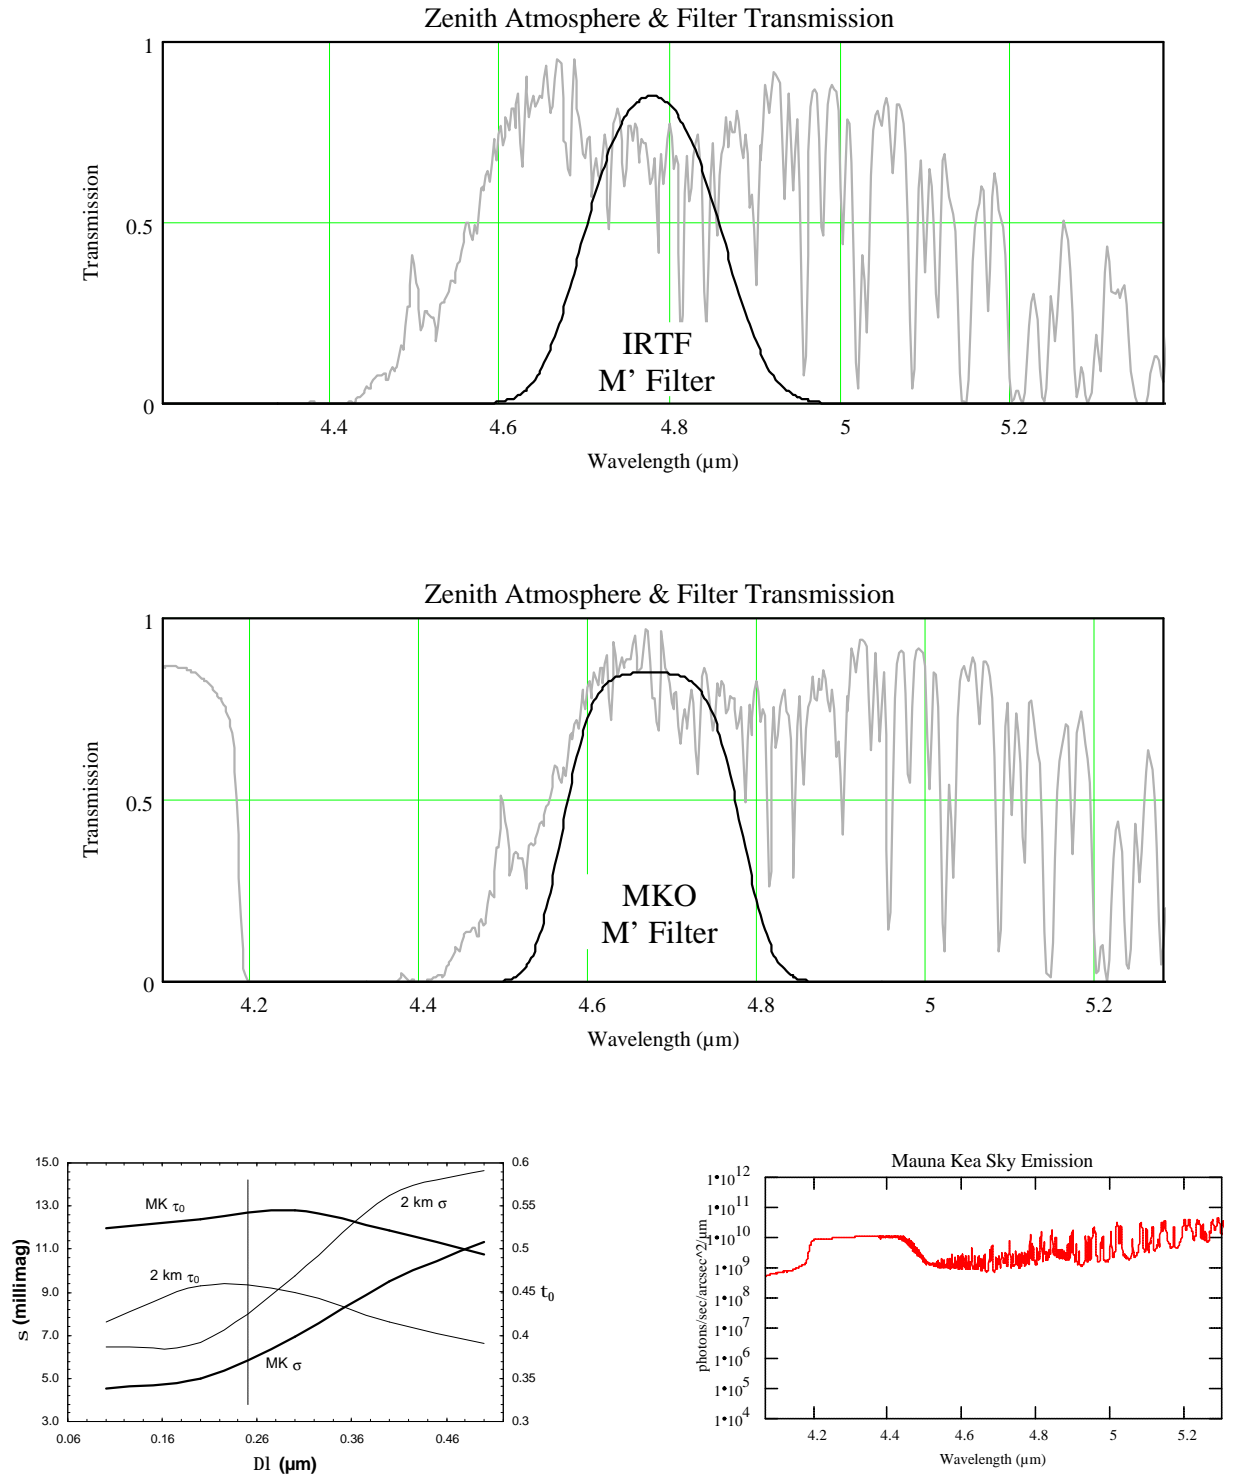 Zenith Atmosphere & Filter Transmission
1
0.5
0
Transmission
IRTF
M’ Filter
4.4 4.6 4.8 5 5.2
Wavelength (µm)
Zenith Atmosphere & Filter Transmission
1
0.5
0
Transmission
MKO
M’ Filter
4.2 4.4 4.6 4.8 5 5.2
Wavelength (µm)
15.0
13.0
11.0
9.0
7.0
5.0
3.0
s (millimag)
MK τ0
2 km σ
2 km τ0
MK σ
0.6
0.55
0.5
0.45
0.4
0.35
0.3
t0
0.06 0.16 0.26 0.36 0.46
Dl (µm)
Mauna Kea Sky Emission
1•10^12
1•10^11
1•10^10
1•10^9
1•10^8
1•10^7
1•10^6
1•10^5
1•10^4
photons/sec/arcsec^2/µm
4.2 4.4 4.6 4.8 5 5.2
Wavelength (µm)